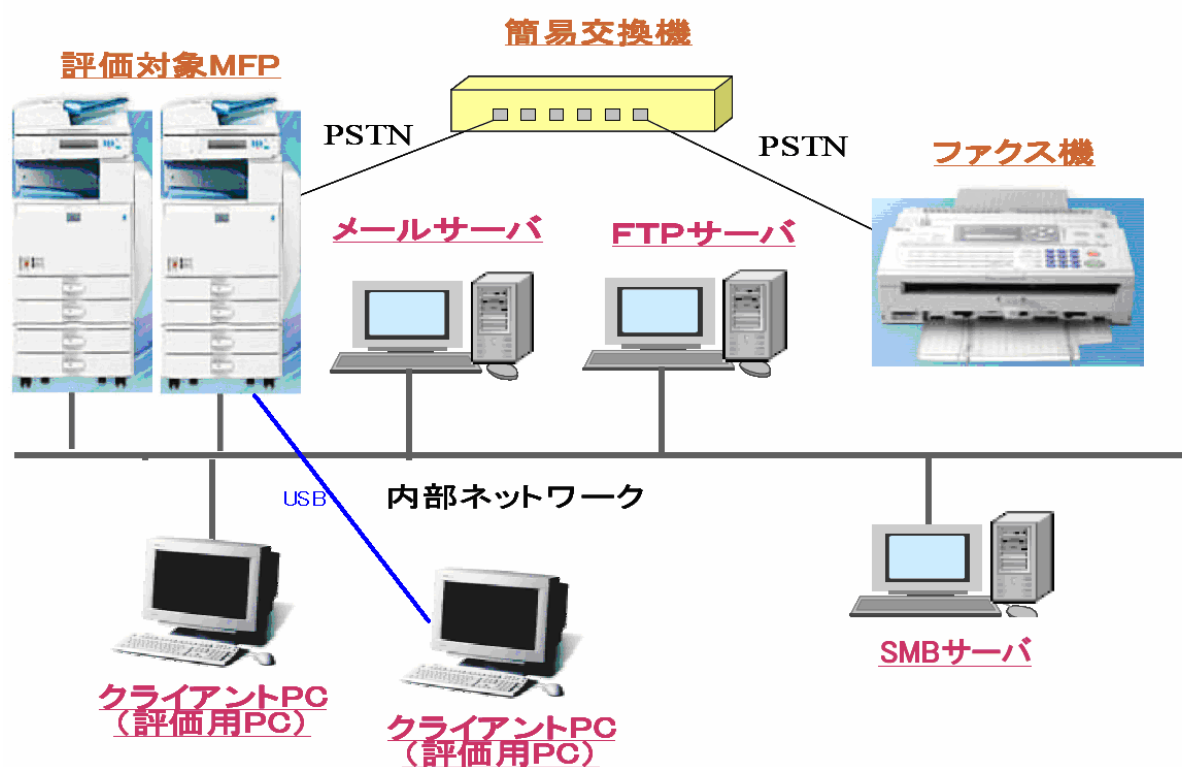 簡易交換機
評価対象MFP
PSTN
PSTN
ファクス機
メールサーバ
FTPサーバ
USB
内部ネットワーク
SMBサーバ
クライアントPC
（評価用PC）
クライアントPC
（評価用PC）